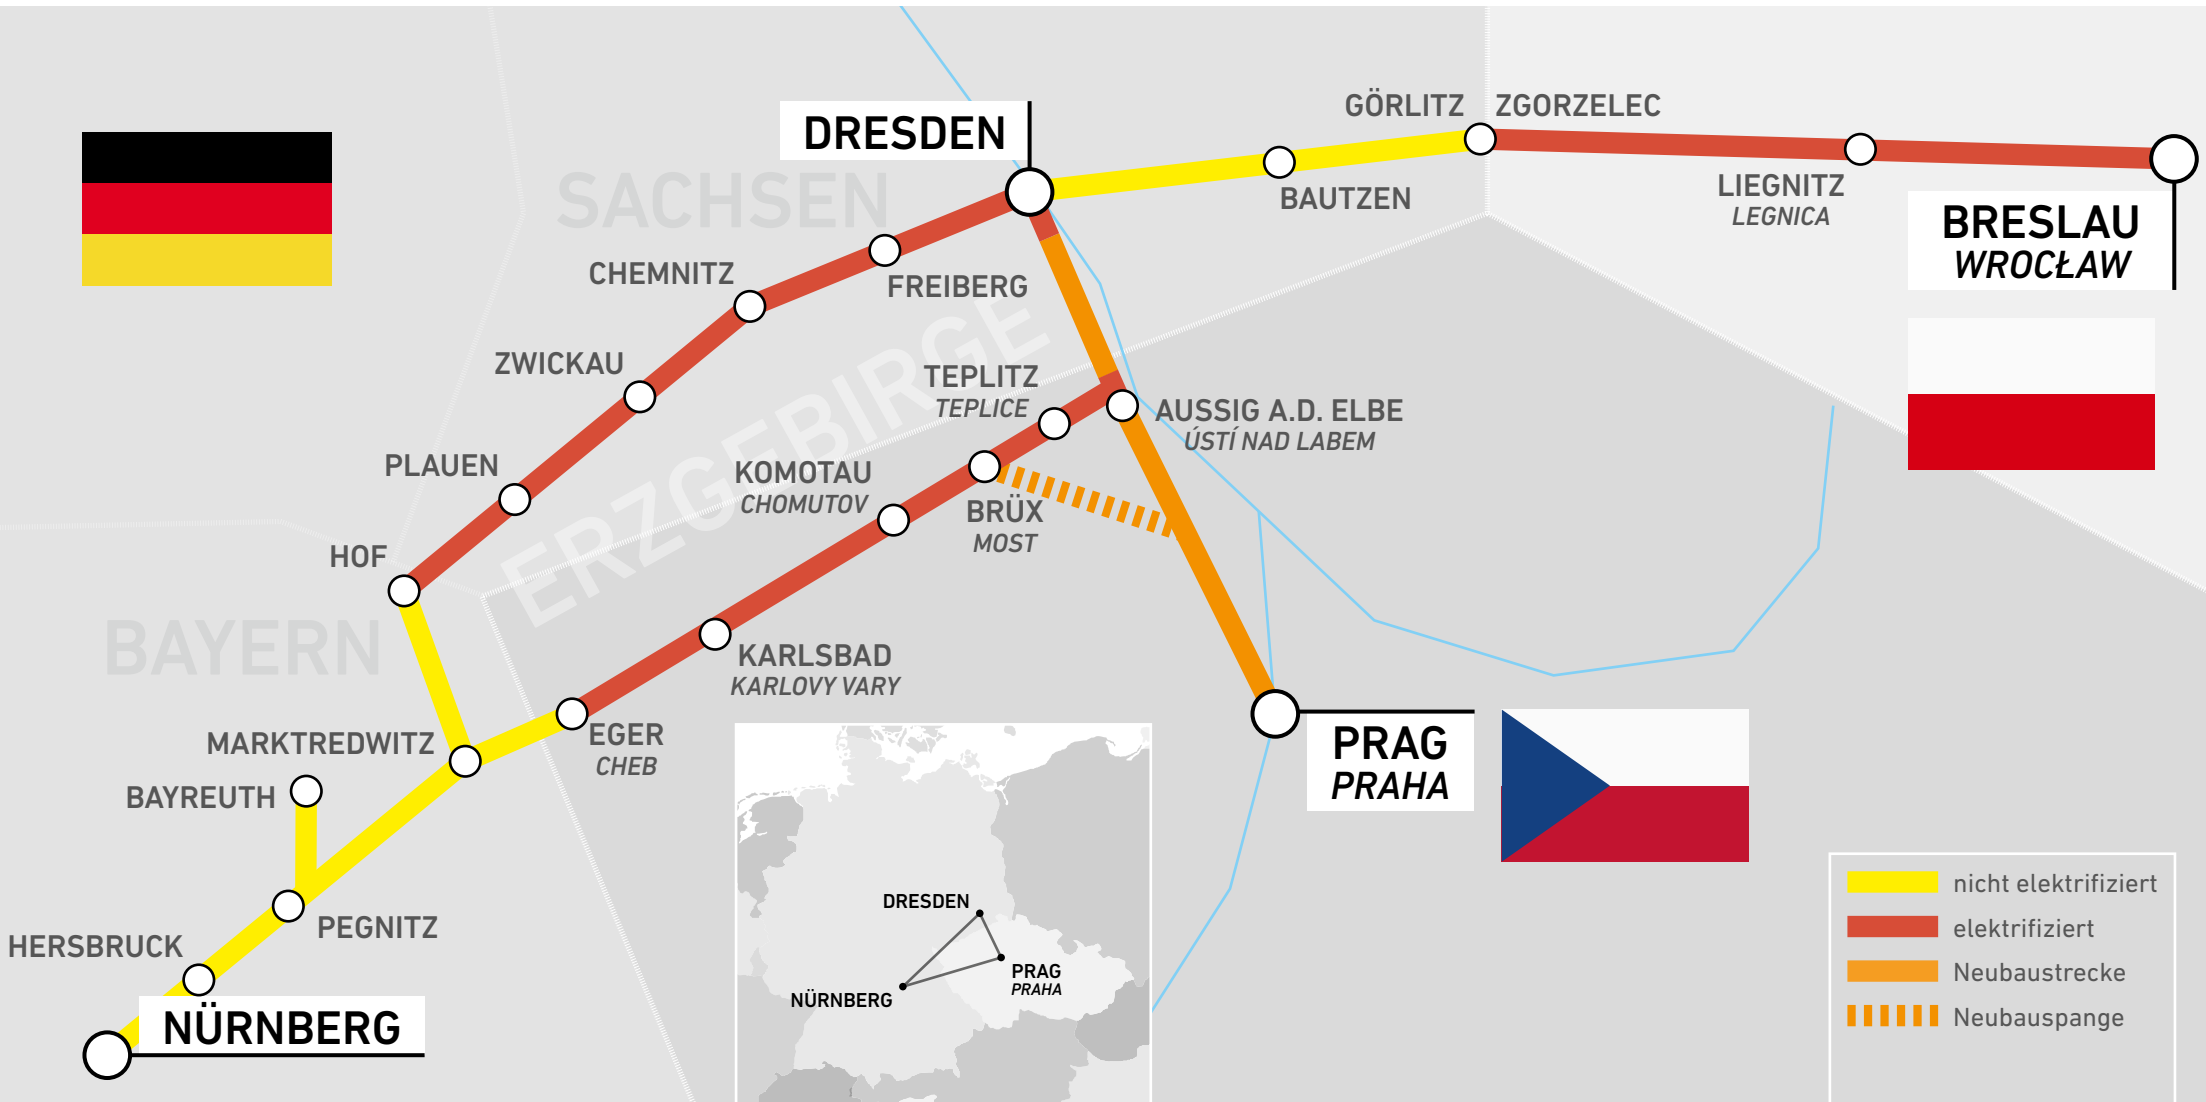 DRESDEN
GÖRLITZ
ZGORZELEC
BAUTZEN
LIEGNITZ
LEGNICA
BRESLAU
WROCŁAW
SACHSEN
CHEMNITZ
FREIBERG
ZWICKAU
ERZGEBIRGE
TEPLITZ
TEPLICE
AUSSIG A.D. ELBE
ÚSTÍ NAD LABEM
PLAUEN
KOMOTAU
CHOMUTOV
BRÜX
MOST
HOF
BAYERN
KARLSBAD
KARLOVY VARY
MARKTREDWITZ
EGER
CHEB
BAYREUTH
PRAG
PRAHA
PEGNITZ
HERSBRUCK
NÜRNBERG
DRESDEN
PRAG
PRAHA
NÜRNBERG
nicht elektrifiziert
elektrifiziert
Neubaustrecke
Neubauspange